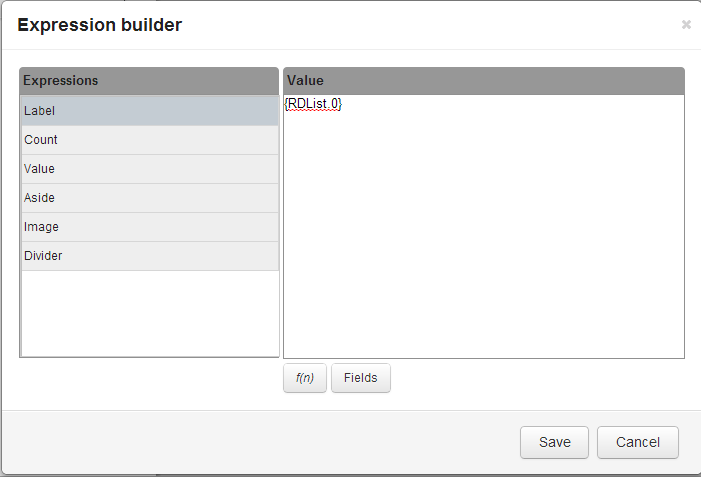 Expression builder
×
Expressions
Value
Label
{RDList.0}
Count
Value
Aside
Image
Divider
f(n)
Fields
Save
Cancel